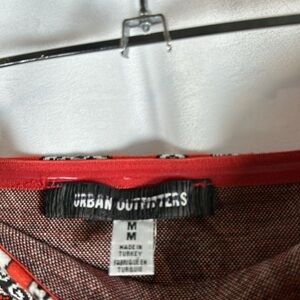 URBAN OUTFITTERS
M
M
MADE IN
TURKEY
FABRIQUÉ EN
TURQUIE